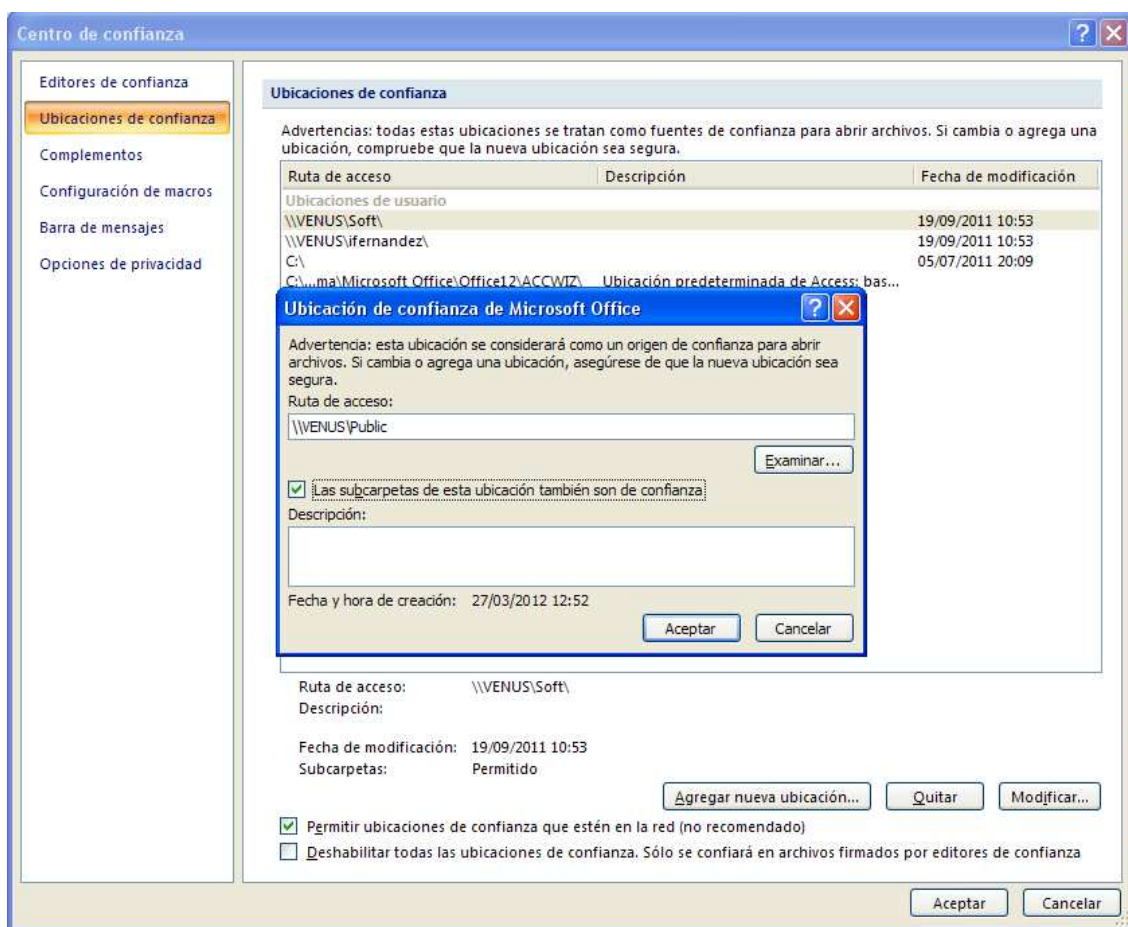 Centro de confianza
Editores de confianza
Ubicaciones de confianza
Complementos
Configuración de macros
Barra de mensajes
Opciones de privacidad
Ubicaciones de confianza
Advertencias: todas estas ubicaciones se tratan como fuentes de confianza para abrir archivos. Si cambia o agrega una
ubicación, compruebe que la nueva ubicación sea segura.
Ruta de acceso Descripción Fecha de modificación
Ubicaciones de usuario
\\VENUS\Soft\ 19/09/2011 10:53
\\VENUS\ifernandez\ 19/09/2011 10:53
C:\ 05/07/2011 20:09
C:\...ma\Microsoft Office\Office12\ACCWIZ\ Ubicación predeterminada de Access: bas...
Ubicación de confianza de Microsoft Office
Advertencia: esta ubicación se considerará como un origen de confianza para abrir
archivos. Si cambia o agrega una ubicación, asegúrese de que la nueva ubicación sea
segura.
Ruta de acceso:
\\VENUS\Public
Examinar...
Las subcarpetas de esta ubicación también son de confianza
Descripción:
Fecha y hora de creación: 27/03/2012 12:52
Aceptar Cancelar
Ruta de acceso: \\VENUS\Soft\
Descripción:
Fecha de modificación: 19/09/2011 10:53
Subcarpetas: Permitido
Agregar nueva ubicación... Quitar Modificar...
Permitir ubicaciones de confianza que estén en la red (no recomendado)
Deshabilitar todas las ubicaciones de confianza. Sólo se confiará en archivos firmados por editores de confianza
Aceptar Cancelar